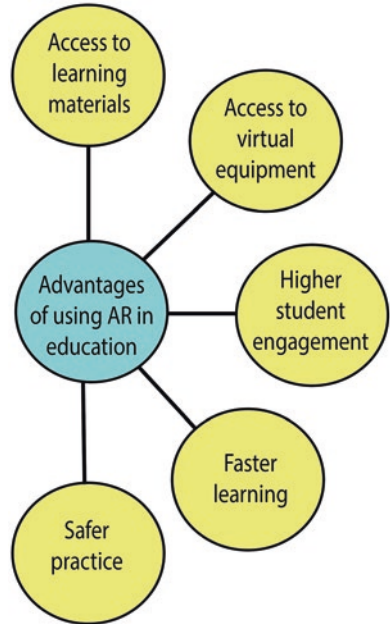 Access to
learning
materials
Access to
virtual
equipment
Advantages
of using AR in
education
Higher
student
engagement
Faster
learning
Safer
practice